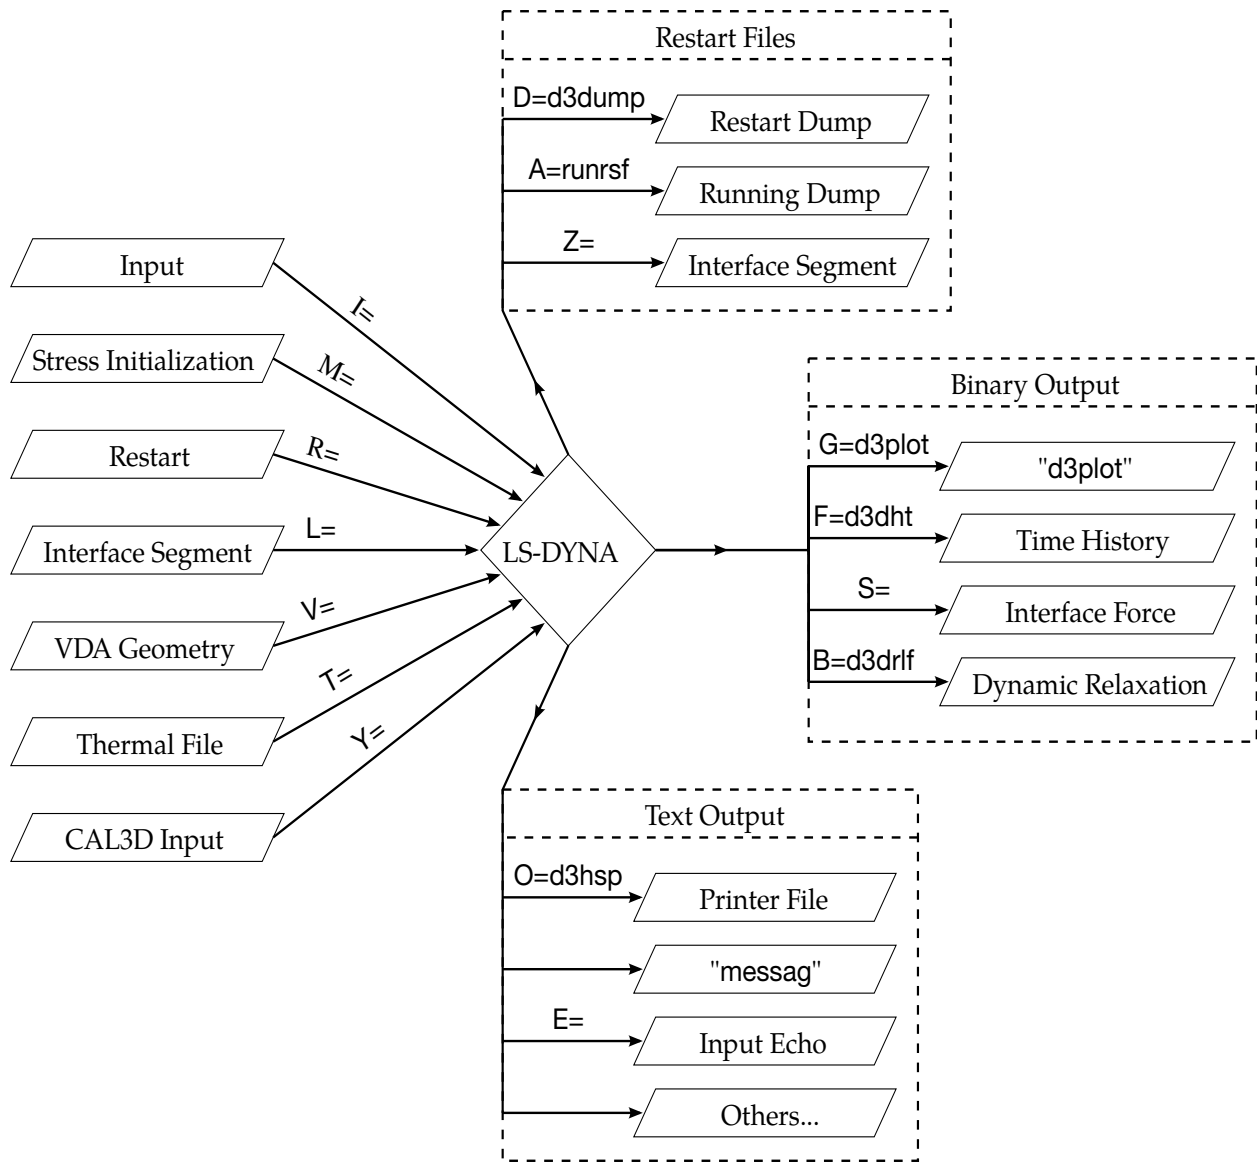 Restart Files
D=d3dump
Restart Dump
A=runrsf
Running Dump
Z=
Interface Segment
Input
I=
Stress Initialization
M=
Restart
R=
Interface Segment
L=
VDA Geometry
V=
Thermal File
T=
CAL3D Input
Y=
LS-DYNA
Binary Output
G=d3plot
"d3plot"
F=d3dht
Time History
S=
Interface Force
B=d3drlf
Dynamic Relaxation
Text Output
O=d3hsp
Printer File
"messag"
E=
Input Echo
Others...